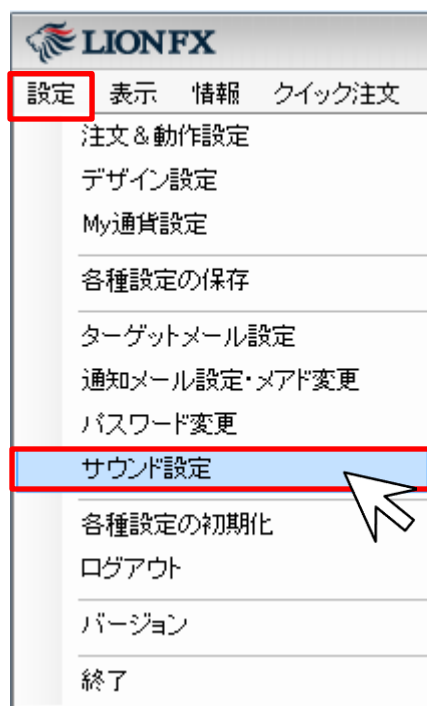 LION FX
設定 表示 情報 クイック注文
注文＆動作設定
デザイン設定
My通貨設定
各種設定の保存
ターゲットメール設定
通知メール設定・メアド変更
パスワード変更
サウンド設定
各種設定の初期化
ログアウト
バージョン
終了